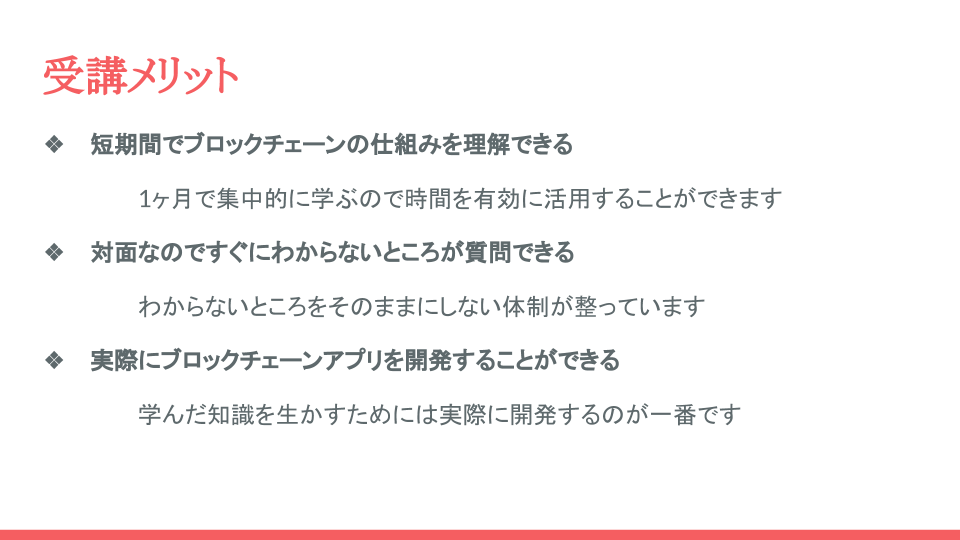 受講メリット
❖ 短期間でブロックチェーンの仕組みを理解できる
1ヶ月で集中的に学ぶので時間を有効に活用することができます
❖ 対面なのですぐにわからないところが質問できる
わからないところをそのままにしない体制が整っています
❖ 実際にブロックチェーンアプリを開発することができる
学んだ知識を生かすためには実際に開発するのが一番です